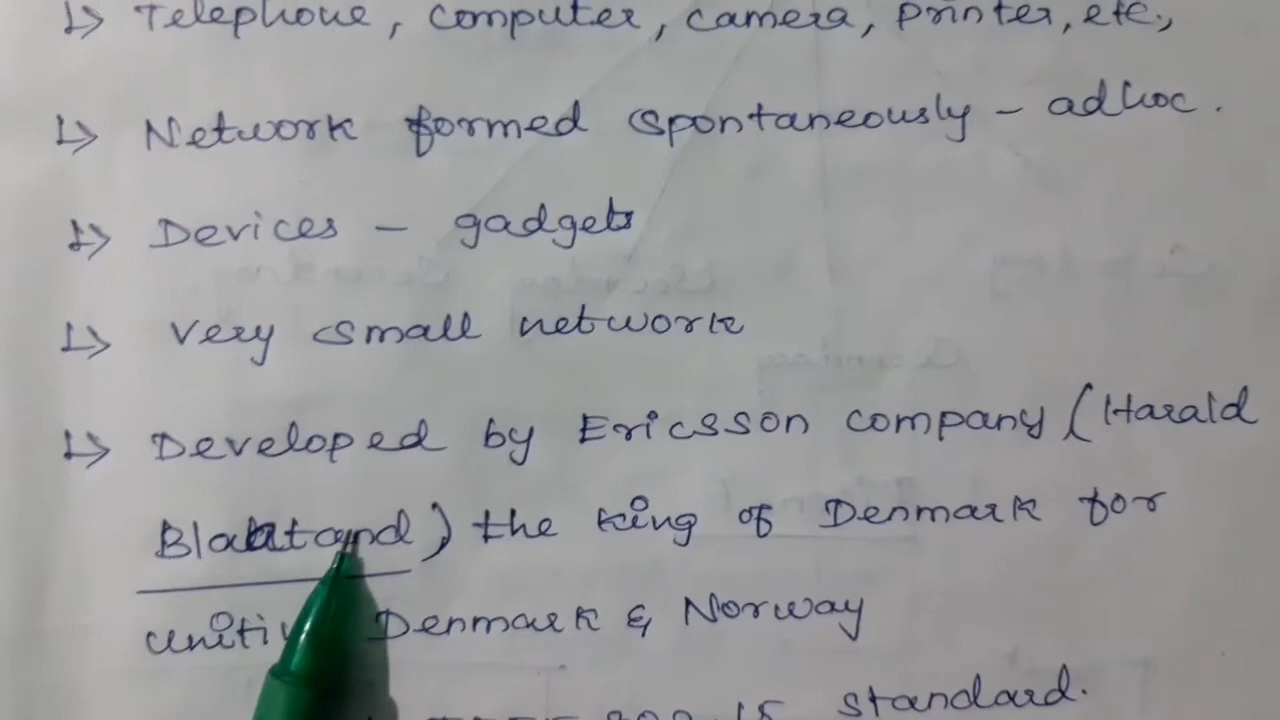 ↳ Telephone, computer, camera, printer, etc.,
↳ Network formed spontaneously – adhoc.
↳ Devices – gadgets
↳ Very small network
↳ Developed by Ericsson company (Harald
Blaatand) the king of Denmark for
Denmark & Norway
standard.